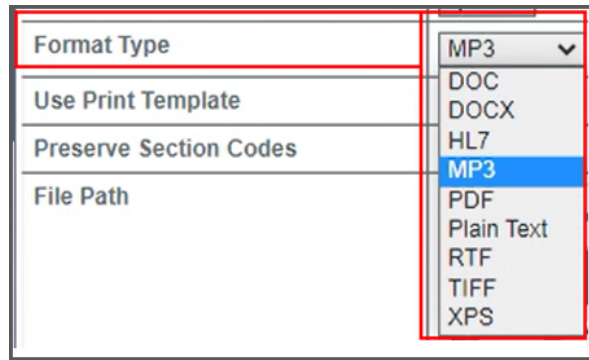 Format Type
MP3
Use Print Template
Preserve Section Codes
File Path
DOC
DOCX
HL7
MP3
PDF
Plain Text
RTF
TIFF
XPS